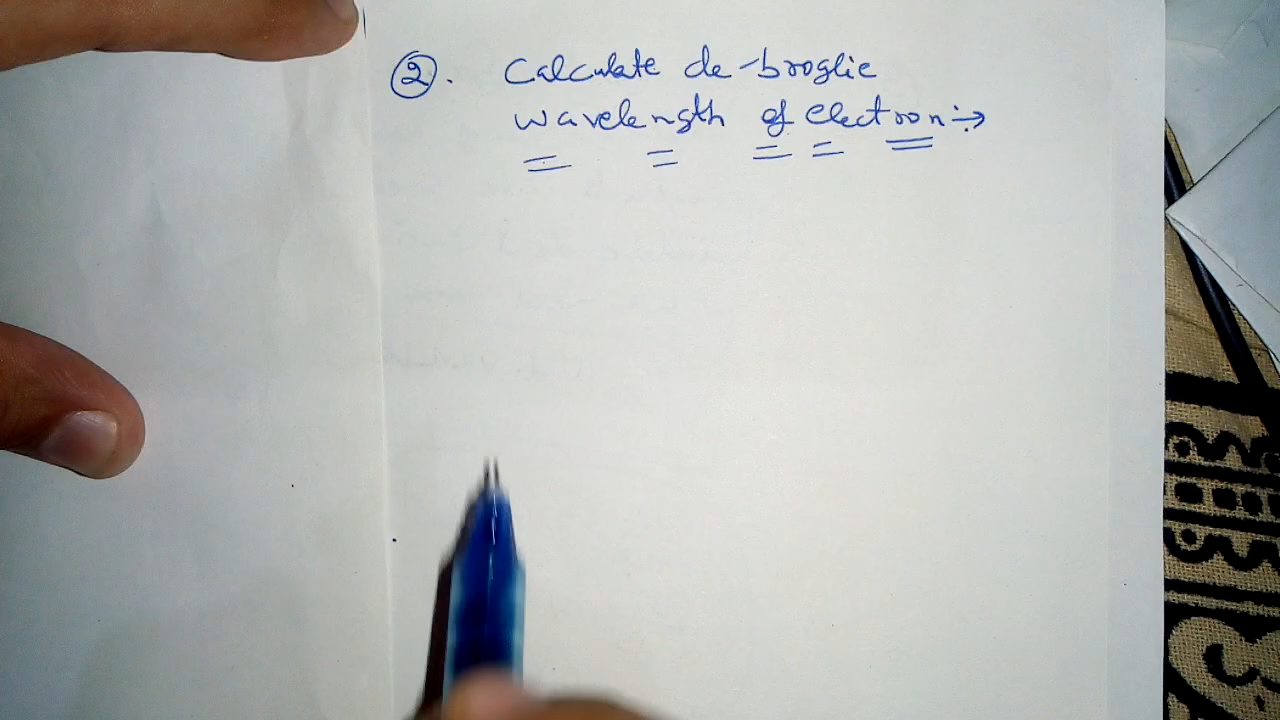 ②. Calculate de-broglie
wavelength of electron :→